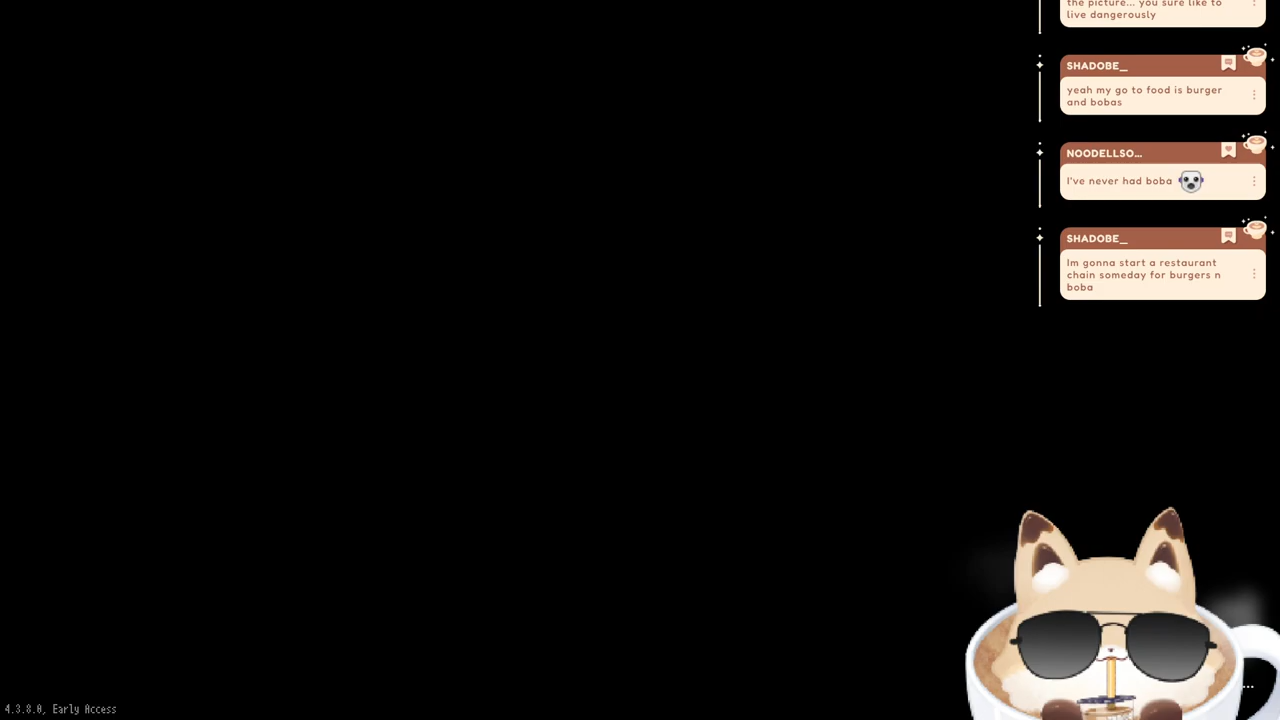 the picture... you sure like to
live dangerously
SHADOBE_
yeah my go to food is burger
and bobas
NOODELLSO...
I've never had boba
SHADOBE_
Im gonna start a restaurant
chain someday for burgers n
boba
4.3.8.0, Early Access